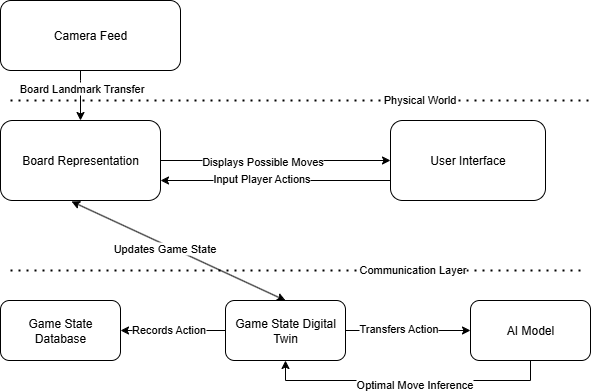 Camera Feed
Board Landmark Transfer
Physical World
Board Representation
Displays Possible Moves
Input Player Actions
User Interface
Updates Game State
Communication Layer
Game State
Database
Records Action
Game State Digital
Twin
Transfers Action
AI Model
Optimal Move Inference